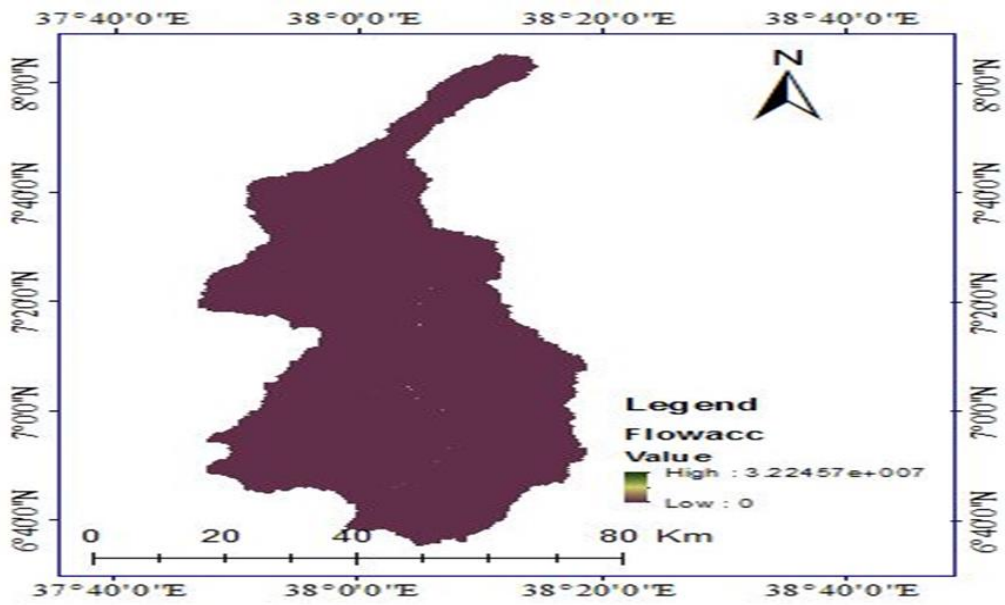 37°40'0"E 38°0'0"E 38°20'0"E 38°40'0"E
N
8°0'0"N 8°0'0"N
7°40'0"N 7°40'0"N
7°20'0"N 7°20'0"N
7°0'0"N 7°0'0"N
6°40'0"N 6°40'0"N
Legend
Flowacc
Value
High : 3.22457e+007
Low : 0
0 20 40 80 Km
37°40'0"E 38°0'0"E 38°20'0"E 38°40'0"E